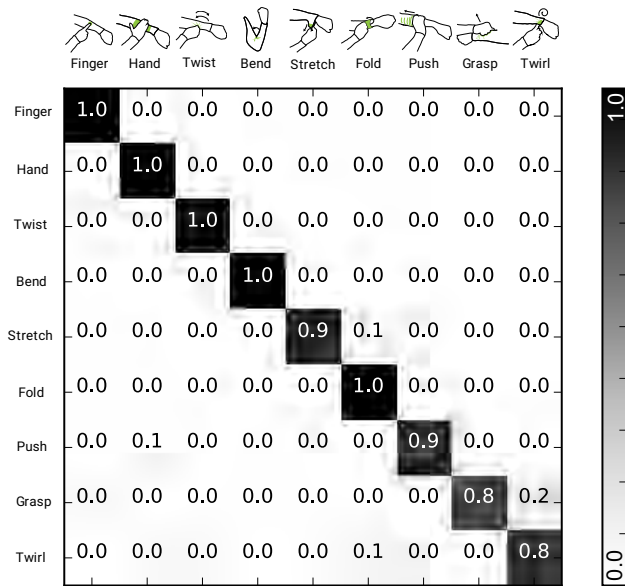 Finger Hand Twist Bend Stretch Fold Push Grasp Twirl
Finger 1.0 0.0 0.0 0.0 0.0 0.0 0.0 0.0 0.0 1.0
Hand 0.0 1.0 0.0 0.0 0.0 0.0 0.0 0.0 0.0
Twist 0.0 0.0 1.0 0.0 0.0 0.0 0.0 0.0 0.0
Bend 0.0 0.0 0.0 1.0 0.0 0.0 0.0 0.0 0.0
Stretch 0.0 0.0 0.0 0.0 0.9 0.1 0.0 0.0 0.0
Fold 0.0 0.0 0.0 0.0 0.0 1.0 0.0 0.0 0.0
Push 0.0 0.1 0.0 0.0 0.0 0.0 0.9 0.0 0.0
Grasp 0.0 0.0 0.0 0.0 0.0 0.0 0.0 0.8 0.2
Twirl 0.0 0.0 0.0 0.0 0.0 0.1 0.0 0.0 0.8 0.0